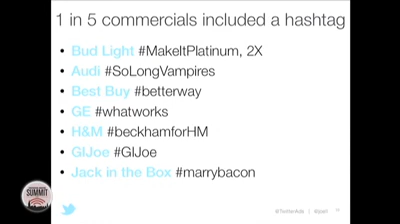 1 in 5 commercials included a hashtag
• Bud Light #MakeItPlatinum, 2X
• Audi #SoLongVampires
• Best Buy #betterway
• GE #whatworks
• H&M #beckhamforHM
• GIJoe #GIJoe
• Jack in the Box #marrybacon
SUMMIT